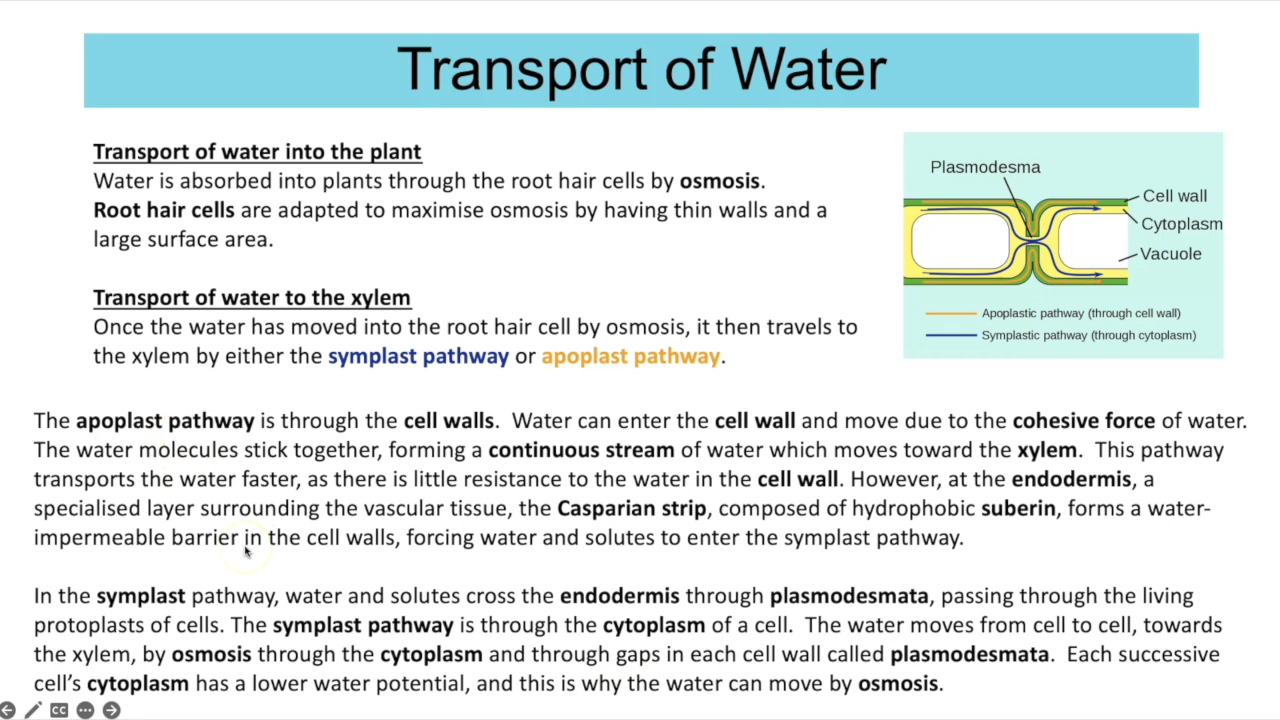 Transport of Water
Transport of water into the plant
Water is absorbed into plants through the root hair cells by osmosis.
Root hair cells are adapted to maximise osmosis by having thin walls and a
large surface area.
Transport of water to the xylem
Once the water has moved into the root hair cell by osmosis, it then travels to
the xylem by either the symplast pathway or apoplast pathway.
Plasmodesma
Cell wall
Cytoplasm
Vacuole
Apoplastic pathway (through cell wall)
Symplastic pathway (through cytoplasm)
The apoplast pathway is through the cell walls. Water can enter the cell wall and move due to the cohesive force of water.
The water molecules stick together, forming a continuous stream of water which moves toward the xylem. This pathway
transports the water faster, as there is little resistance to the water in the cell wall. However, at the endodermis, a
specialised layer surrounding the vascular tissue, the Casparian strip, composed of hydrophobic suberin, forms a water-
impermeable barrier in the cell walls, forcing water and solutes to enter the symplast pathway.
In the symplast pathway, water and solutes cross the endodermis through plasmodesmata, passing through the living
protoplasts of cells. The symplast pathway is through the cytoplasm of a cell. The water moves from cell to cell, towards
the xylem, by osmosis through the cytoplasm and through gaps in each cell wall called plasmodesmata. Each successive
cell's cytoplasm has a lower water potential, and this is why the water can move by osmosis.
CC